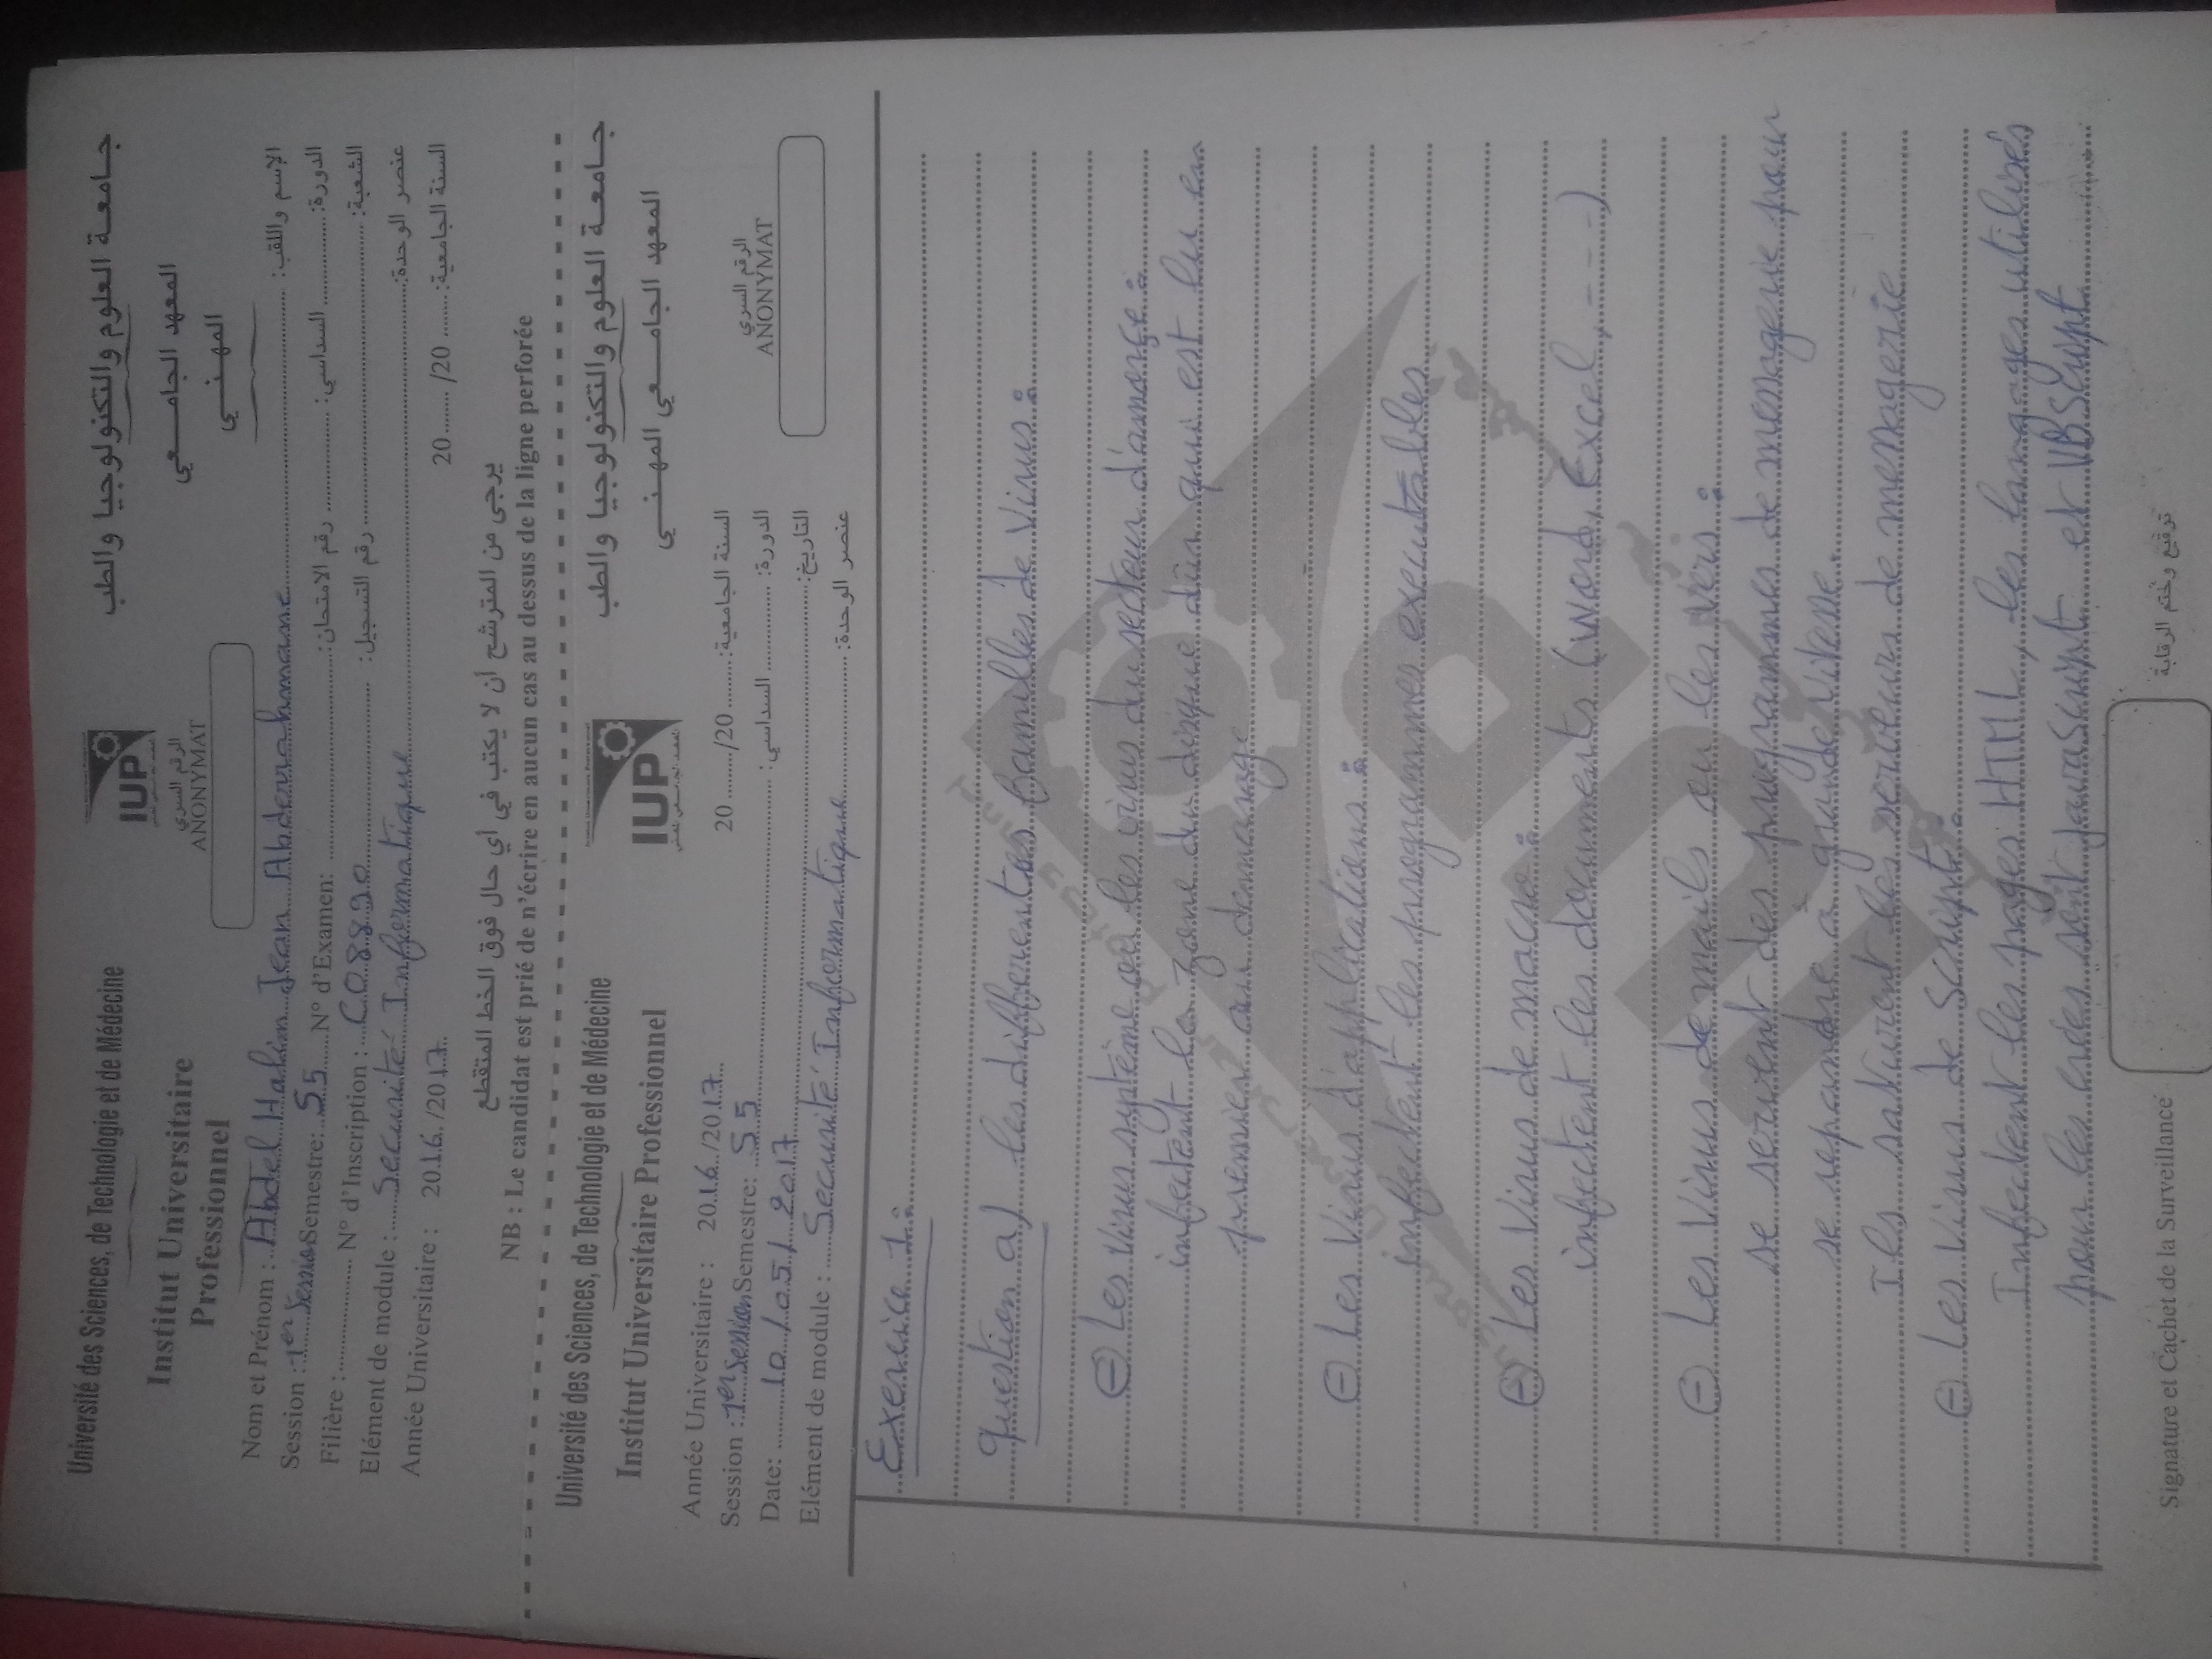 Université des Sciences, de Technologie et de Médecine
Institut Universitaire
Professionnel
IUP
الرقم السري
ANONYMAT
جامعة العلوم والتكنولوجيا والطب
المعهد الجامعي
المهني
Nom et Prénom : Abdel Halim Jean Abderrahmane الإسم واللقب:
Session : 1er Session Semestre: S5 N° d'Examen: رقم الامتحان: السداسي: الدورة:
Filière : N° d'Inscription : C08890 رقم التسجيل: الشعبة:
Elément de module : Securité Informatique عنصر الوحدة:
Année Universitaire : 2016 /2017 السنة الجامعية: 20 /20
يرجى من المترشح أن لا يكتب في أي حال فوق الخط المتقطع
NB : Le candidat est prié de n'écrire en aucun cas au dessus de la ligne perforée
Université des Sciences, de Technologie et de Médecine
Institut Universitaire Professionnel
Institut Universitaire Professionnel
IUP
المعهد الجامعي المهني
جامعة العلوم والتكنولوجيا والطب
المعهد الجامعي المهني
Année Universitaire : 2016 /2017 السنة الجامعية: 20 /20
Session : 1er Session Semestre: S5 السداسي: الدورة:
Date: 10/05/2017 التاريخ:
Elément de module : Securité Informatique عنصر الوحدة:
الرقم السري
ANONYMAT
Exercice 1:
question a) les differentes familles de Virus :
- Les Virus système ou les virus du secteur d'amorçe :
infectent la zone du disque dûr qui est lu en
premier au demarage
- Les Virus d'applications :
infectent les programmes executables
- Les Virus de macro :
infectent les documents (Word, Excel, ----)
- Les Virus de mails ou les vers :
se servent des programmes de messagerie pour
se repandre à grande vitesse.
Ils saturent les serveurs de messagerie
- Les Virus de Script :
Infectent les pages HTML, les langages utilisés
pour les crées sont JavaScript et VBScript
Signature et Cachet de la Surveillance
توقيع وختم الرقابة